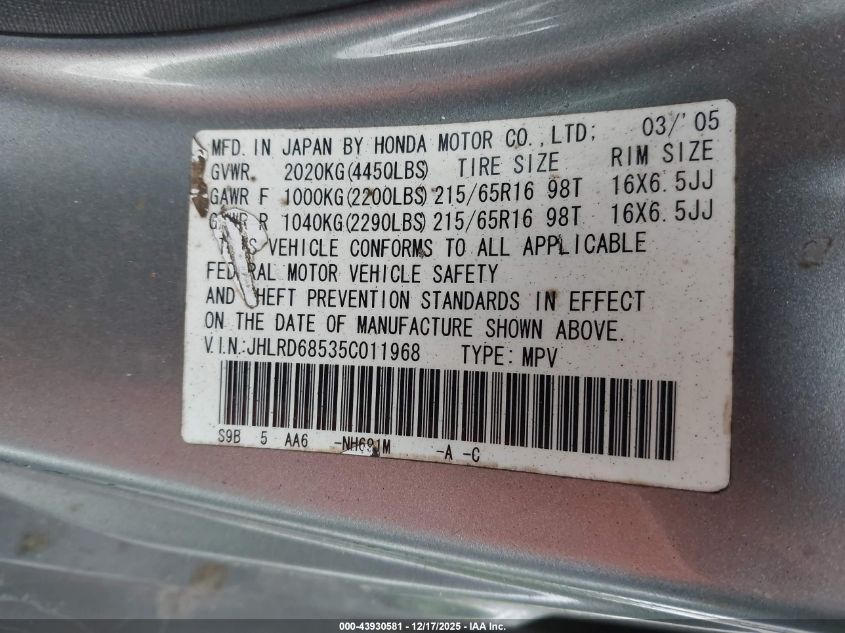 MFD. IN JAPAN BY HONDA MOTOR CO.,LTD; 03/'05
GVWR. 2020KG(4450LBS) TIRE SIZE RIM SIZE
GAWR F 1000KG(2200LBS) 215/65R16 98T 16X6.5JJ
R 1040KG(2290LBS) 215/65R16 98T 16X6.5JJ
VEHICLE CONFORMS TO ALL APPLICABLE
FEDERAL MOTOR VEHICLE SAFETY
AND THEFT PREVENTION STANDARDS IN EFFECT
ON THE DATE OF MANUFACTURE SHOWN ABOVE.
V.I.N:JHLRD68535C011968 TYPE: MPV
S9B 5 AA6 -NH691M -A -C
000-43930581 - 12/17/2025 - IAA Inc.